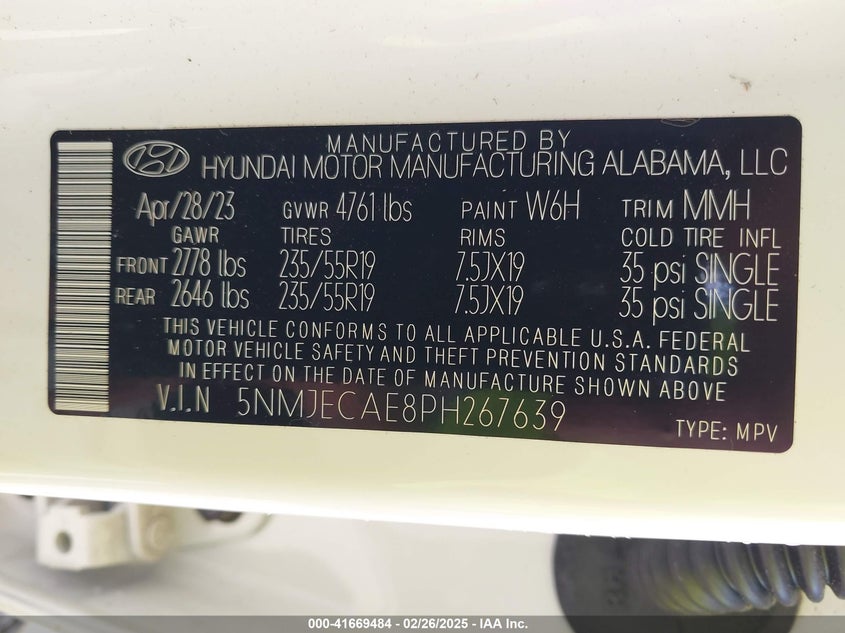 MANUFACTURED BY
HYUNDAI MOTOR MANUFACTURING ALABAMA, LLC
Apr/28/23 GVWR 4761 lbs PAINT W6H TRIM MMH
GAWR TIRES RIMS COLD TIRE INFL
FRONT 2778 lbs 235/55R19 7.5JX19 35 psi SINGLE
REAR 2646 lbs 235/55R19 7.5JX19 35 psi SINGLE
THIS VEHICLE CONFORMS TO ALL APPLICABLE U.S.A. FEDERAL
MOTOR VEHICLE SAFETY AND THEFT PREVENTION STANDARDS
IN EFFECT ON THE DATE OF MANUFACTURE SHOWN ABOVE
V.I.N 5NMJECAE8PH267639
TYPE: MPV
000-41669484 - 02/26/2025 - IAA Inc.